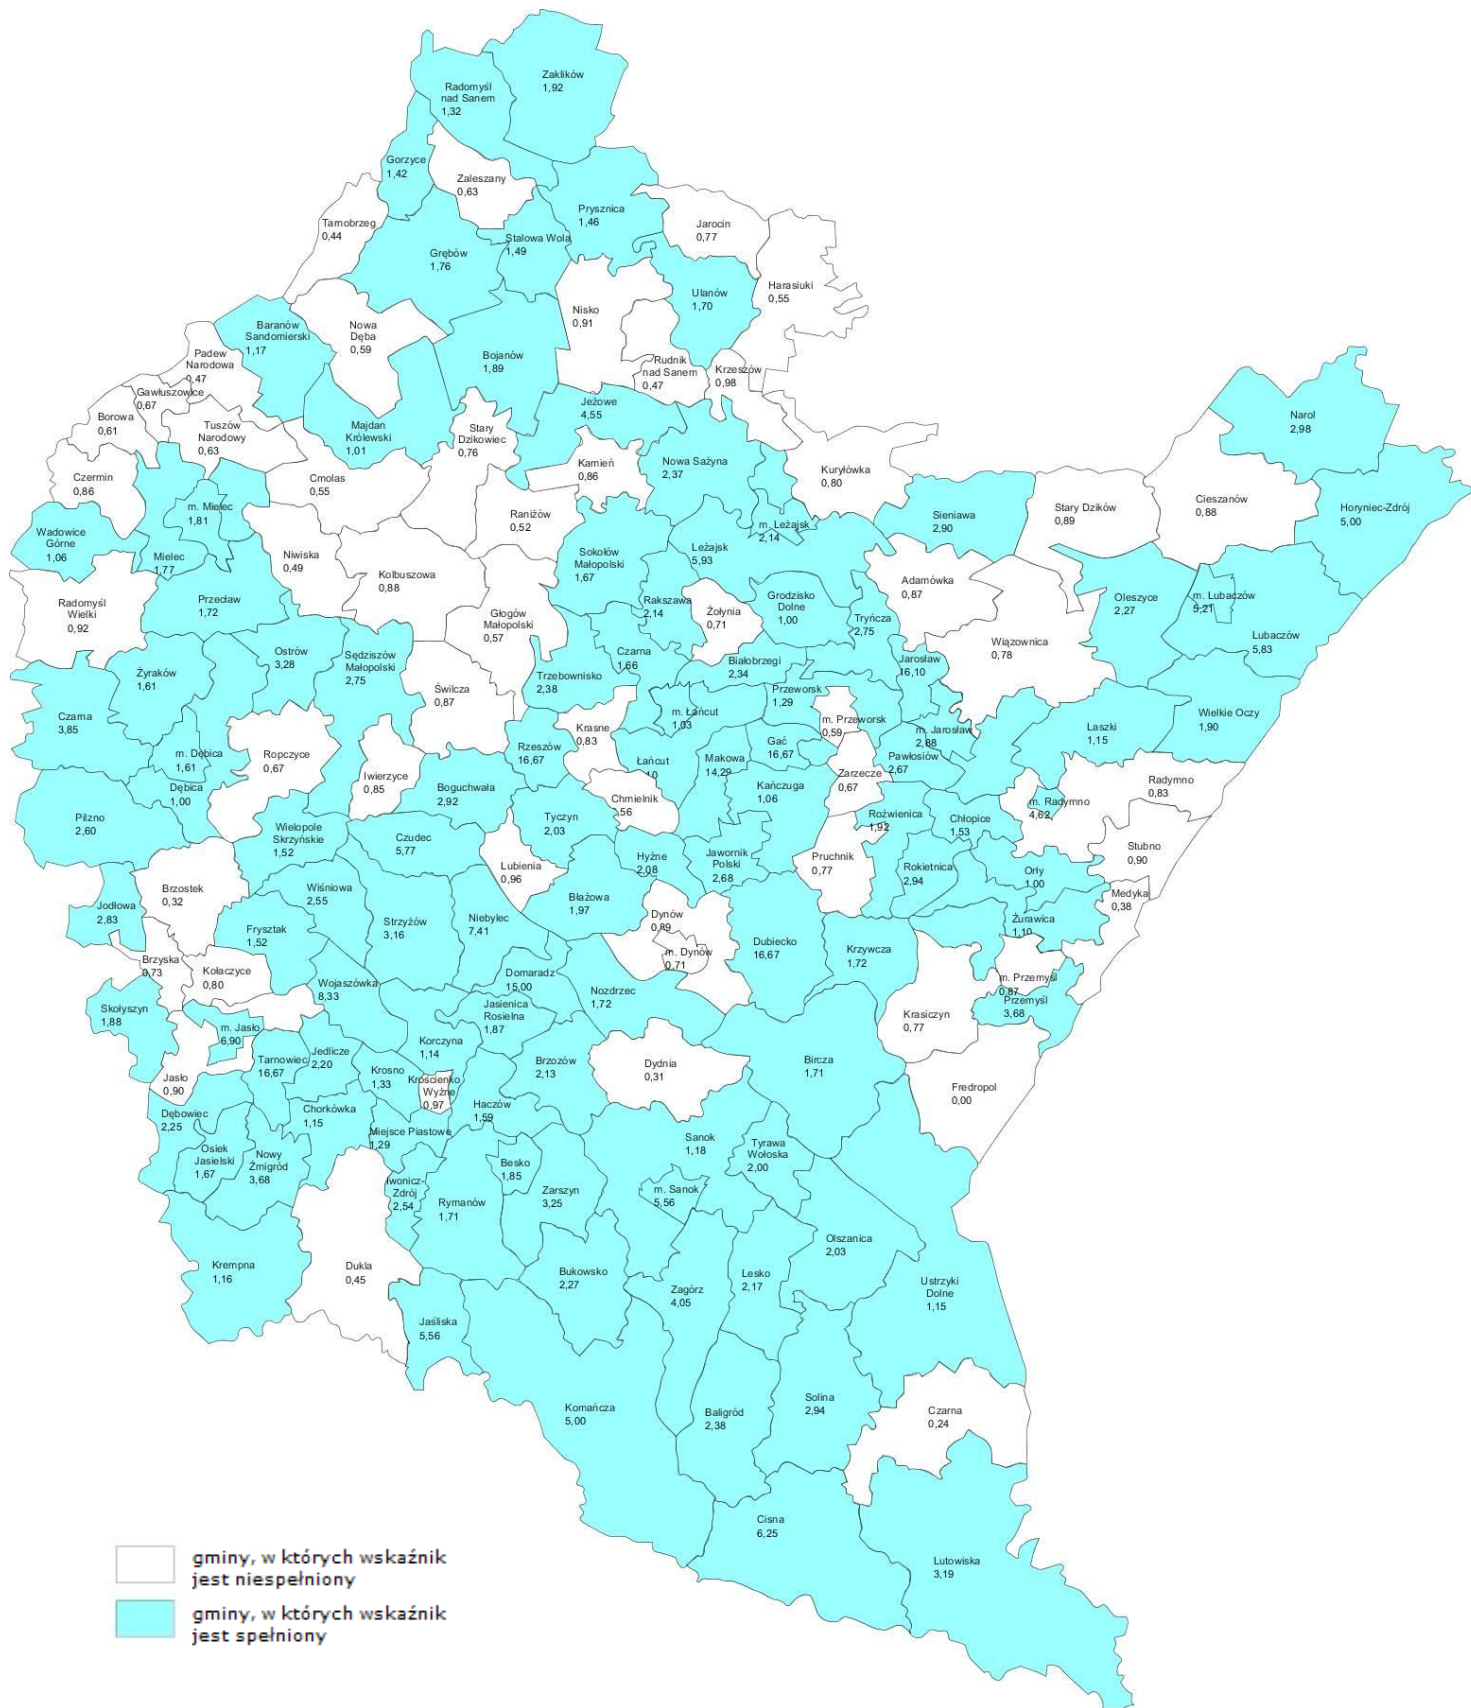 Zaklików
1,92
Radomyśl
nad Sanem
1,32
Gorzyce
1,42
Zaleszany
0,63
Prysznica
1,46
Jarocin
0,77
Tarnobrzeg
0,44
Stalowa Wola
1,49
Grębów
1,76
Harasiuki
0,55
Ulanów
1,70
Nisko
0,91
Baranów
Sandomierski
1,17
Nowa
Dęba
0,59
Bojanów
1,89
Rudnik
nad Sanem
0,47
Krzeszów
0,98
Padew
Narodowa
0,47
Gawłuszowice
0,67
Borowa
0,61
Tuszów
Narodowy
0,63
Majdan
Królewski
1,01
Stary
Dzikowiec
0,76
Jeżowe
4,55
Narol
2,98
Czermin
0,86
Cmolas
0,55
Kamień
0,86
Nowa Sażyna
2,37
Kuryłówka
0,80
Cieszanów
0,88
Stary Dzików
0,89
Horyniec-Zdrój
5,00
m. Mielec
1,81
Raniżów
0,52
m. Leżajsk
2,14
Sieniawa
2,90
Wadowice
Górne
1,06
Mielec
1,77
Niwiska
0,49
Kolbuszowa
0,88
Sokołów
Małopolski
1,67
Leżajsk
5,93
Adamówka
0,87
Radomyśl
Wielki
0,92
Przecław
1,72
Głogów
Małopolski
0,57
Rakszawa
2,14
Żołynia
0,71
Grodzisko
Dolne
1,00
Tryńcza
2,75
Oleszyce
2,27
m. Lubaczów
5,21
Lubaczów
5,83
Wiązownica
0,78
Ostrów
3,28
Sędziszów
Małopolski
2,75
Żyraków
1,61
Czarna
1,66
Białobrzegi
2,34
Jarosław
16,10
Trzebownisko
2,38
Świlcza
0,87
Czarna
3,85
m. Łańcut
1,03
Przeworsk
1,29
m. Przeworsk
0,59
m. Jarosław
2,88
Laszki
1,15
Wielkie Oczy
1,90
Krasne
0,83
Rzeszów
16,67
Gać
16,67
m. Dębica
1,61
Ropczyce
0,67
Łańcut
Makowa
14,29
Pawłosiów
2,67
Zarzecze
0,67
Radymno
0,83
Iwierzyce
0,85
Dębica
1,00
Boguchwała
2,92
Chmielnik
Kańczuga
1,06
m. Radymno
4,62
Pilzno
2,60
Tyczyn
2,03
Roźwienica
1,92
Chłopice
1,53
Wielopole
Skrzyńskie
1,52
Czudec
5,77
Stubno
0,90
Lubienia
0,96
Hyżne
2,08
Jawornik
Polski
2,68
Pruchnik
0,77
Rokietnica
2,94
Orły
1,00
Brzostek
0,32
Wiśniowa
2,55
Błażowa
1,97
Medyka
0,38
Jodłowa
2,83
Strzyżów
3,16
Niebylec
7,41
Dynów
0,89
Żurawica
1,10
Frysztak
1,52
m. Dynów
0,71
Dubiecko
16,67
Krzywcza
1,72
Brzyska
0,73
Kołaczyce
0,80
Domaradz
15,00
m. Przemyśl
0,87
Wojaszówka
8,33
Nozdrzec
1,72
Przemyśl
3,68
Skołyszyn
1,88
Jasienica
Rosielna
1,87
Krasiczyn
0,77
m. Jasło
6,90
Korczyna
1,14
Jedlicze
2,20
Tarnowiec
16,67
Brzozów
2,13
Dydnia
0,31
Bircza
1,71
Krosno
1,33
Krościenko
Wyżne
0,97
Jasło
0,90
Fredropol
0,00
Haczów
1,59
Dębowiec
2,25
Chorkówka
1,15
Miejsce Piastowe
1,29
Sanok
1,18
Tyrawa
Wołoska
2,00
Osiek
Jasielski
1,67
Nowy
Żmigród
3,68
Besko
1,85
Iwonicz-
Zdrój
2,54
Zarszyn
3,25
m. Sanok
5,56
Rymanów
1,71
Olszanica
2,03
Krempna
1,16
Dukla
0,45
Bukowsko
2,27
Lesko
2,17
Zagórz
4,05
Ustrzyki
Dolne
1,15
Jaśliska
5,56
Solina
2,94
Komańcza
5,00
Baligród
2,38
Czarna
0,24
Cisna
6,25
Lutowiska
3,19
gminy, w których wskaźnik
jest niespełniony
gminy, w których wskaźnik
jest spełniony